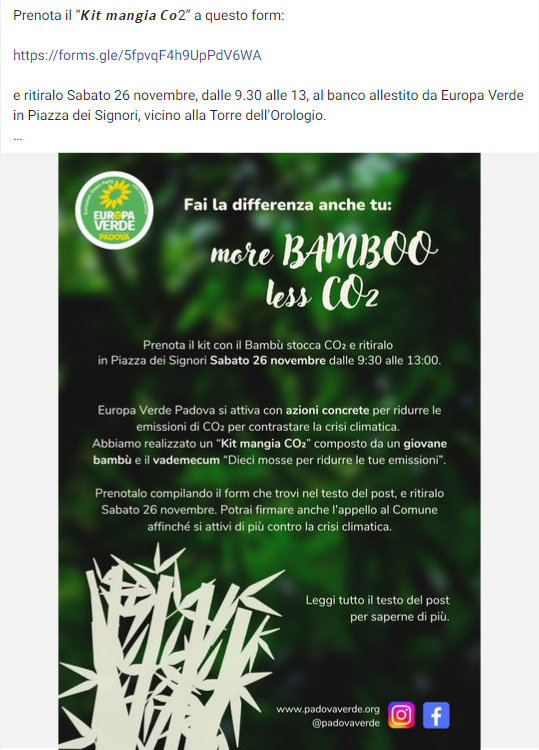 Prenota il “Kit mangia Co2” a questo form:
https://forms.gle/5fpvqF4h9UpPdV6WA
e ritiralo Sabato 26 novembre, dalle 9.30 alle 13, al banco allestito da Europa Verde
in Piazza dei Signori, vicino alla Torre dell’Orologio.
...
EUROPA
VERDE
PADOVA
Fai la differenza anche tu:
more BAMBOO
less CO2
Prenota il kit con il Bambù stocca CO₂ e ritiralo
in Piazza dei Signori Sabato 26 novembre dalle 9:30 alle 13:00.
Europa Verde Padova si attiva con azioni concrete per ridurre le
emissioni di CO₂ per contrastare la crisi climatica.
Abbiamo realizzato un “Kit mangia CO₂” composto da un giovane
bambù e il vademecum “Dieci mosse per ridurre le tue emissioni”.
Prenotalo compilando il form che trovi nel testo del post, e ritiralo
Sabato 26 novembre. Potrai firmare anche l’appello al Comune
affinché si attivi di più contro la crisi climatica.
Leggi tutto il testo del post
per saperne di più.
www.padovaverde.org
@padovaverde